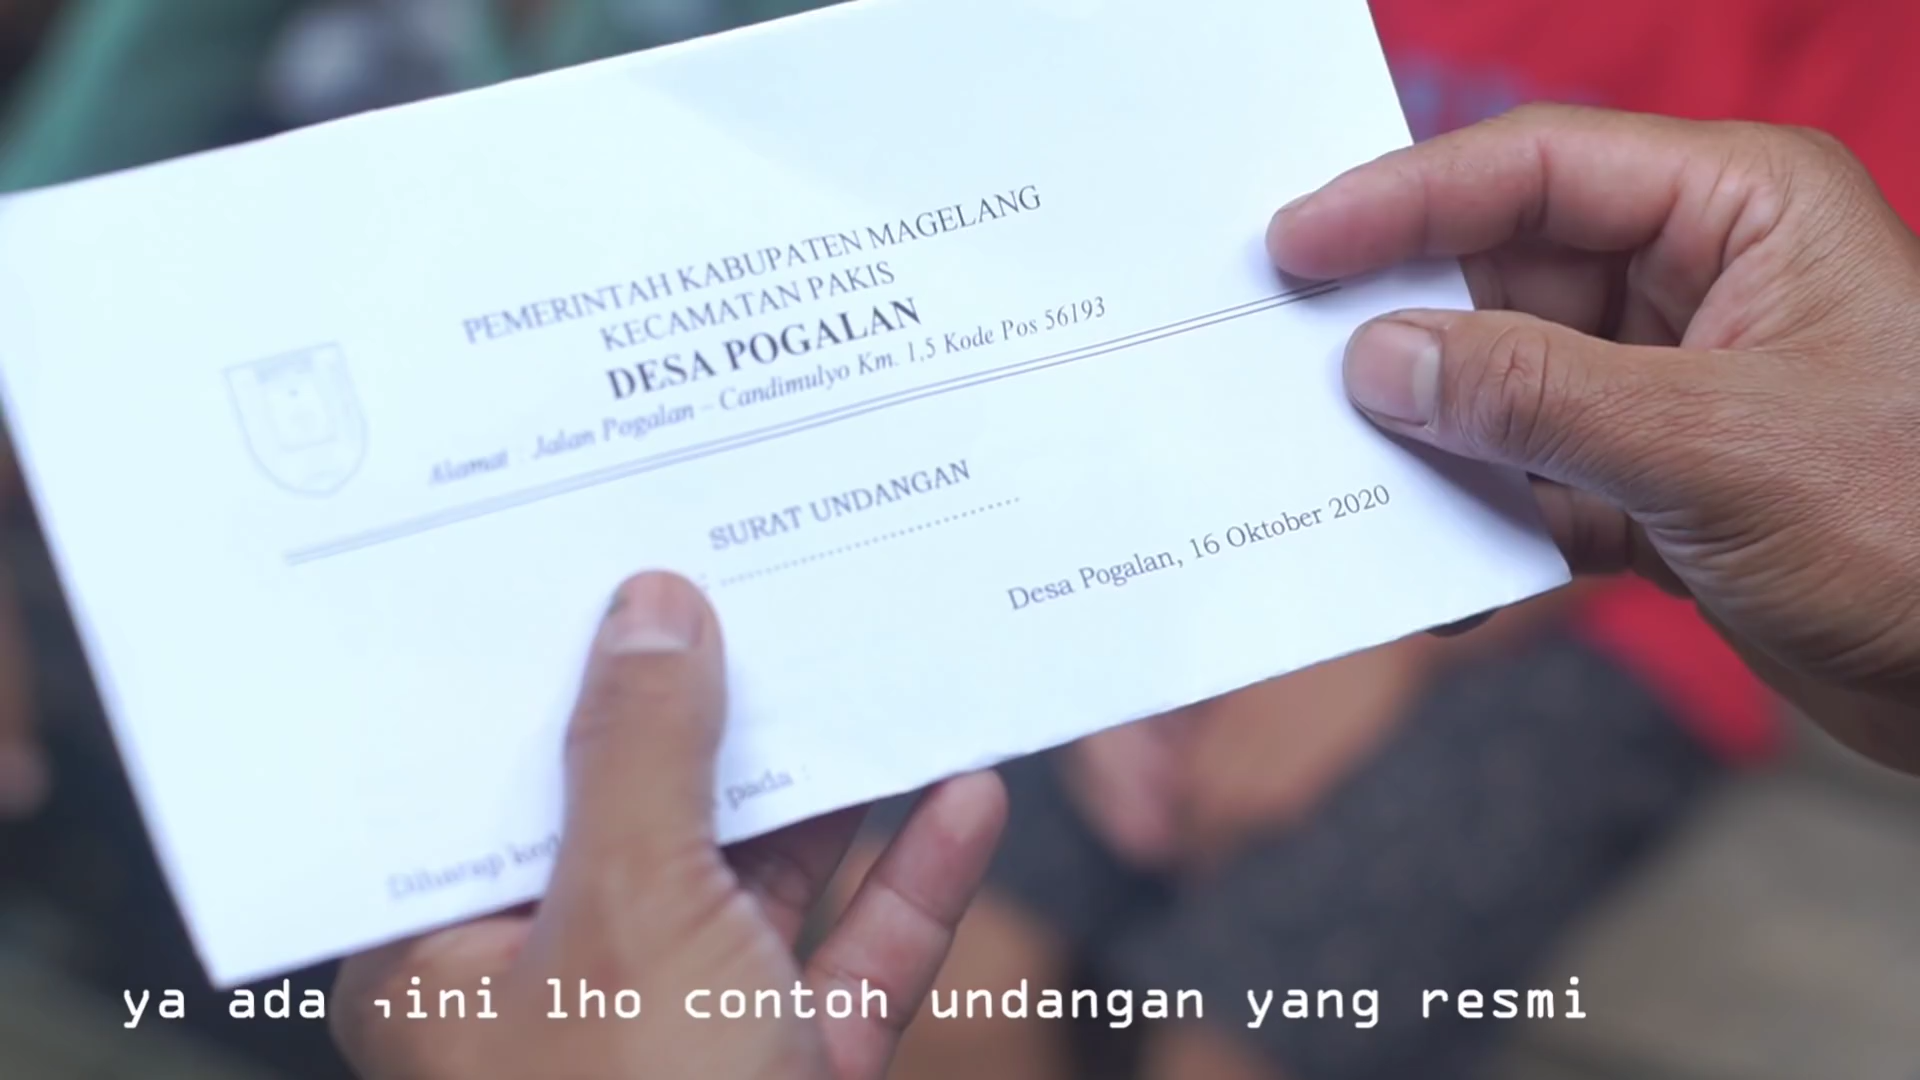 PEMERINTAH KABUPATEN MAGELANG
KECAMATAN PAKIS
DESA POGALAN
Alamat : Jalan Pogalan – Candimulyo Km. 1,5 Kode Pos 56193
SURAT UNDANGAN
: ........................................
Desa Pogalan, 16 Oktober 2020
Diharap pada :
ya ada ,ini lho contoh undangan yang resmi